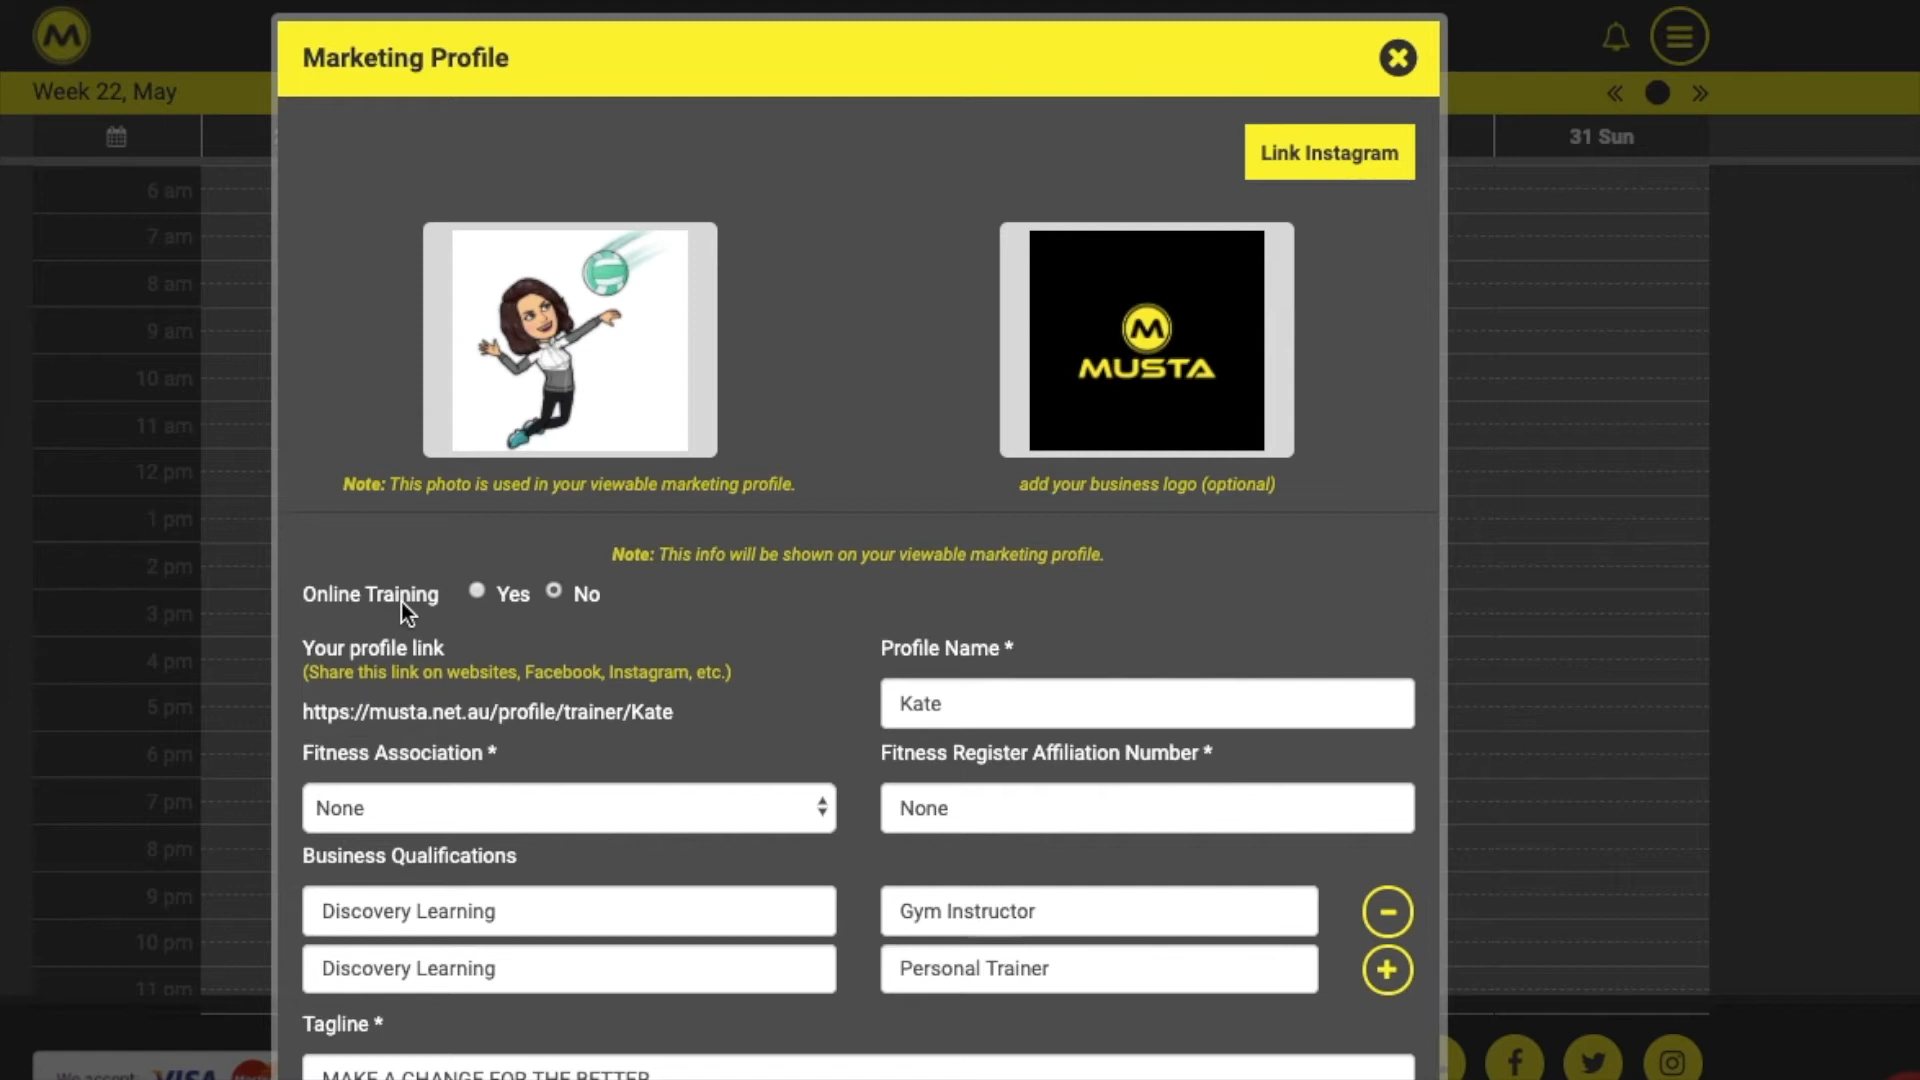 M
Marketing Profile
Week 22, May
31 Sun
Link Instagram
6 am
7 am
8 am
9 am
10 am
11 am
12 pm
1 pm
2 pm
3 pm
4 pm
5 pm
6 pm
7 pm
8 pm
9 pm
10 pm
11 pm
M
MUSTA
Note: This photo is used in your viewable marketing profile.
add your business logo (optional)
Note: This info will be shown on your viewable marketing profile.
Online Training Yes No
Your profile link
(Share this link on websites, Facebook, Instagram, etc.)
https://musta.net.au/profile/trainer/Kate
Profile Name *
Kate
Fitness Association *
None
Fitness Register Affiliation Number *
None
Business Qualifications
Discovery Learning
Gym Instructor
Discovery Learning
Personal Trainer
Tagline *
MAKE A CHANGE FOR THE BETTER
We accept: VISA